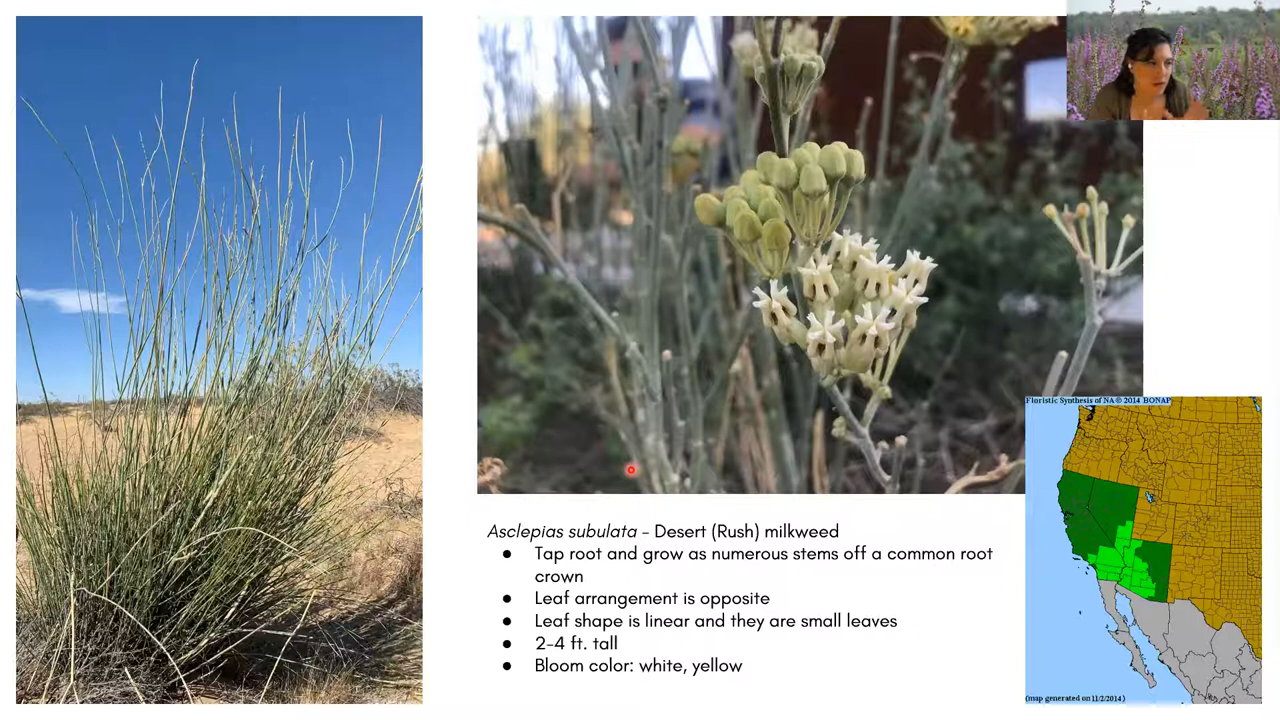 Floristic Synthesis of NA © 2014 BONAP
Asclepias subulata - Desert (Rush) milkweed
● Tap root and grow as numerous stems off a common root
crown
● Leaf arrangement is opposite
● Leaf shape is linear and they are small leaves
● 2-4 ft. tall
● Bloom color: white, yellow
(map generated on 11/2/2014)